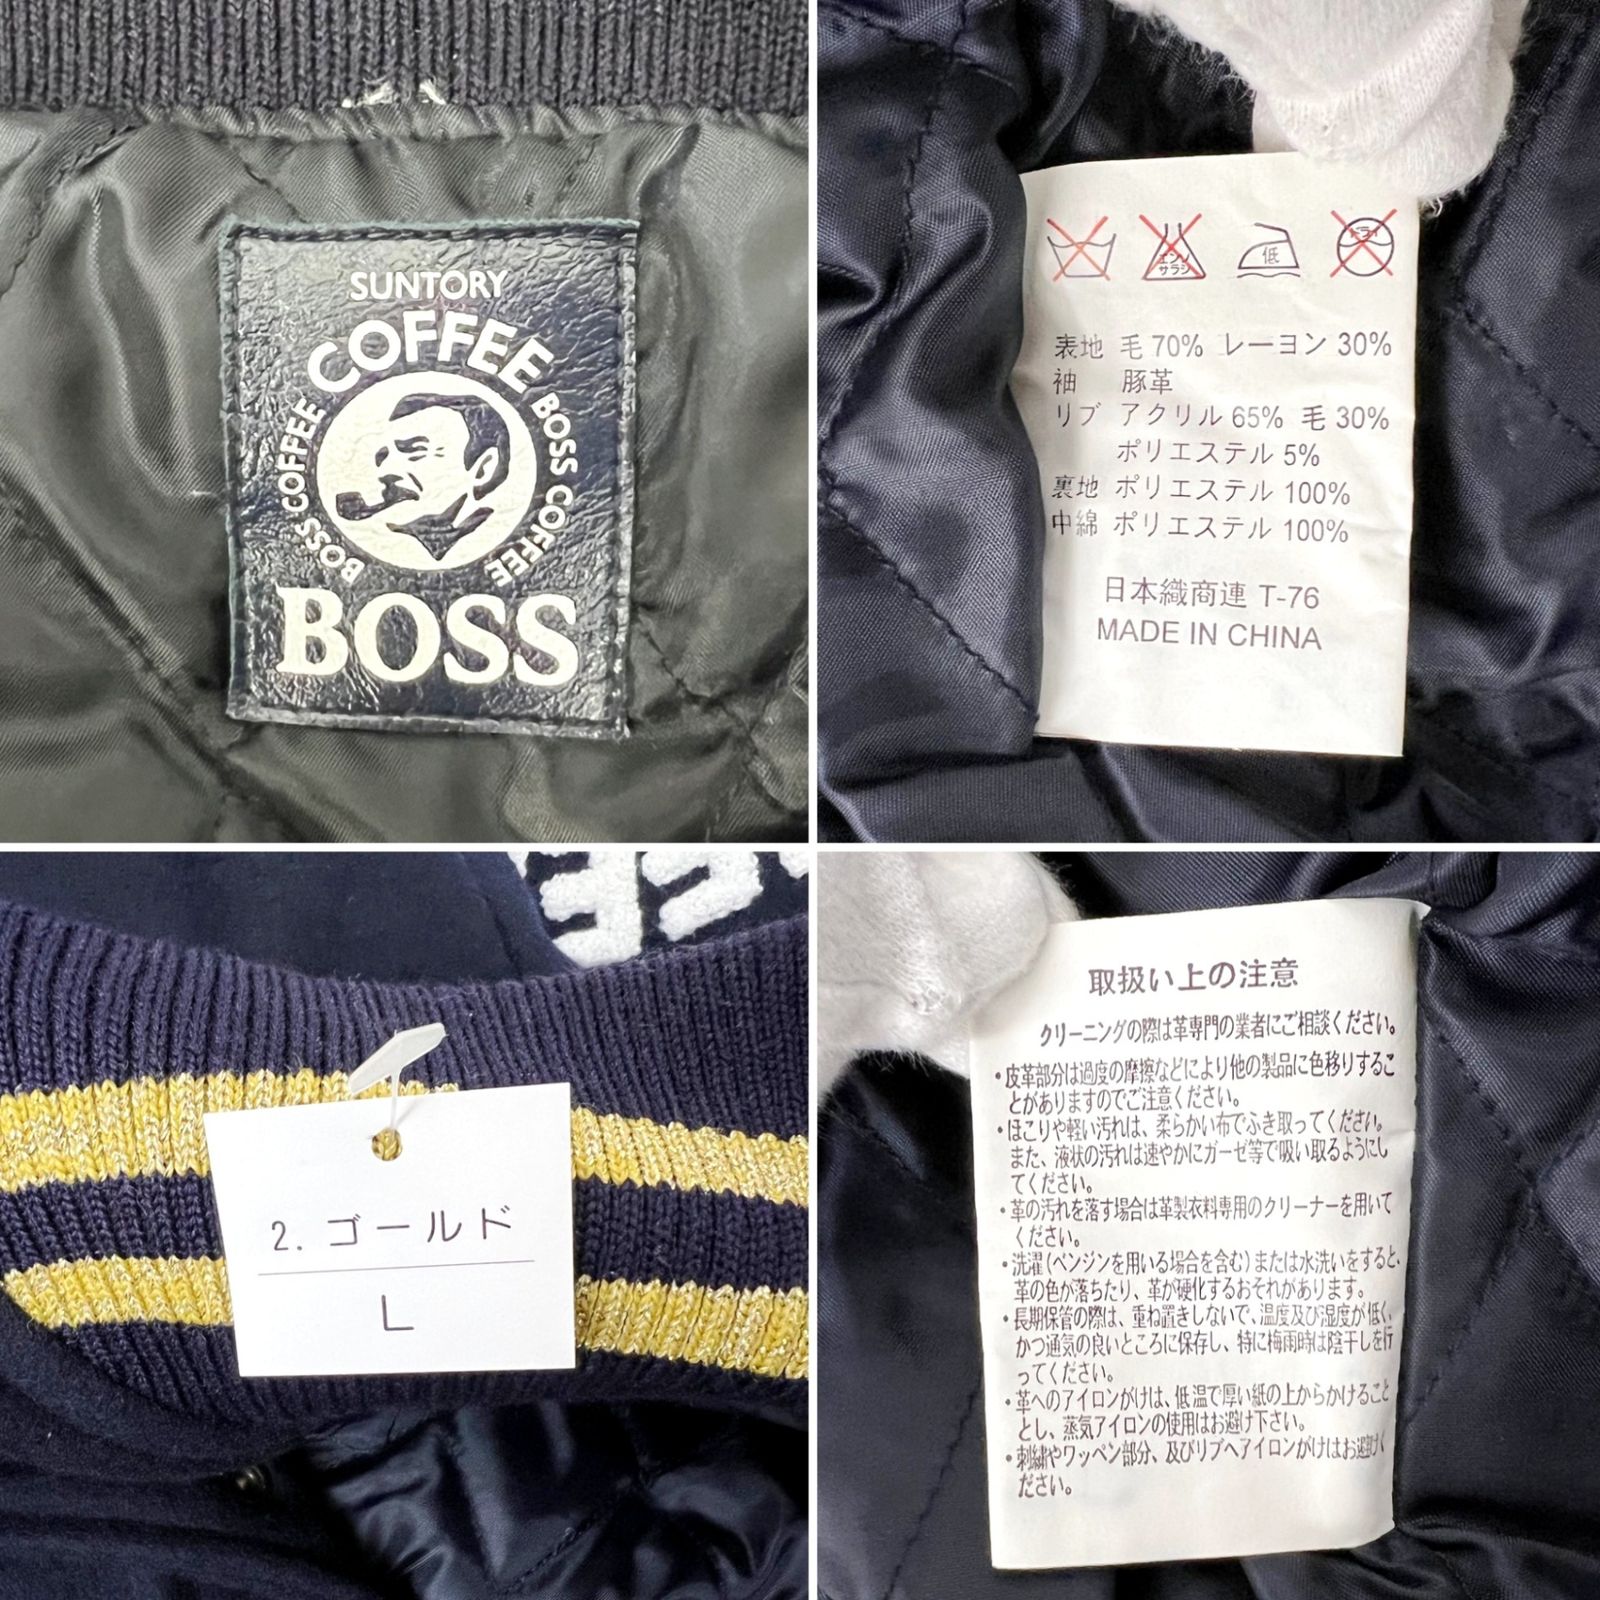 SUNTORY
COFFEE
BOSS COFFEE
BOSS COFFEE
BOSS
エンソ
サラシ
低
ドライ
表地 毛 70% レーヨン 30%
袖 豚革
リブ アクリル 65% 毛 30%
ポリエステル 5%
裏地 ポリエステル 100%
中綿 ポリエステル 100%
日本織商連 T-76
MADE IN CHINA
2. ゴールド
L
取扱い上の注意
クリーニングの際は革専門の業者にご相談ください。
・皮革部分は過度の摩擦などにより他の製品に色移りするこ
とがありますのでご注意ください。
・ほこりや軽い汚れは、柔らかい布でふき取ってください。
また、液状の汚れは速やかにガーゼ等で吸い取るようにし
てください。
・革の汚れを落す場合は革製衣料専用のクリーナーを用いて
ください。
・洗濯(ベンジンを用いる場合を含む)または水洗いをすると、
革の色が落ちたり、革が硬化するおそれがあります。
・長期保管の際は、重ね置きしないで、温度及び湿度が低く、
かつ通気の良いところに保存し、特に梅雨時は陰干しを行
ってください。
・革へのアイロンがけは、低温で厚い紙の上からかけること
とし、蒸気アイロンの使用はお避け下さい。
・刺繍やワッペン部分、及びリブへアイロンがけはお避けく
ださい。